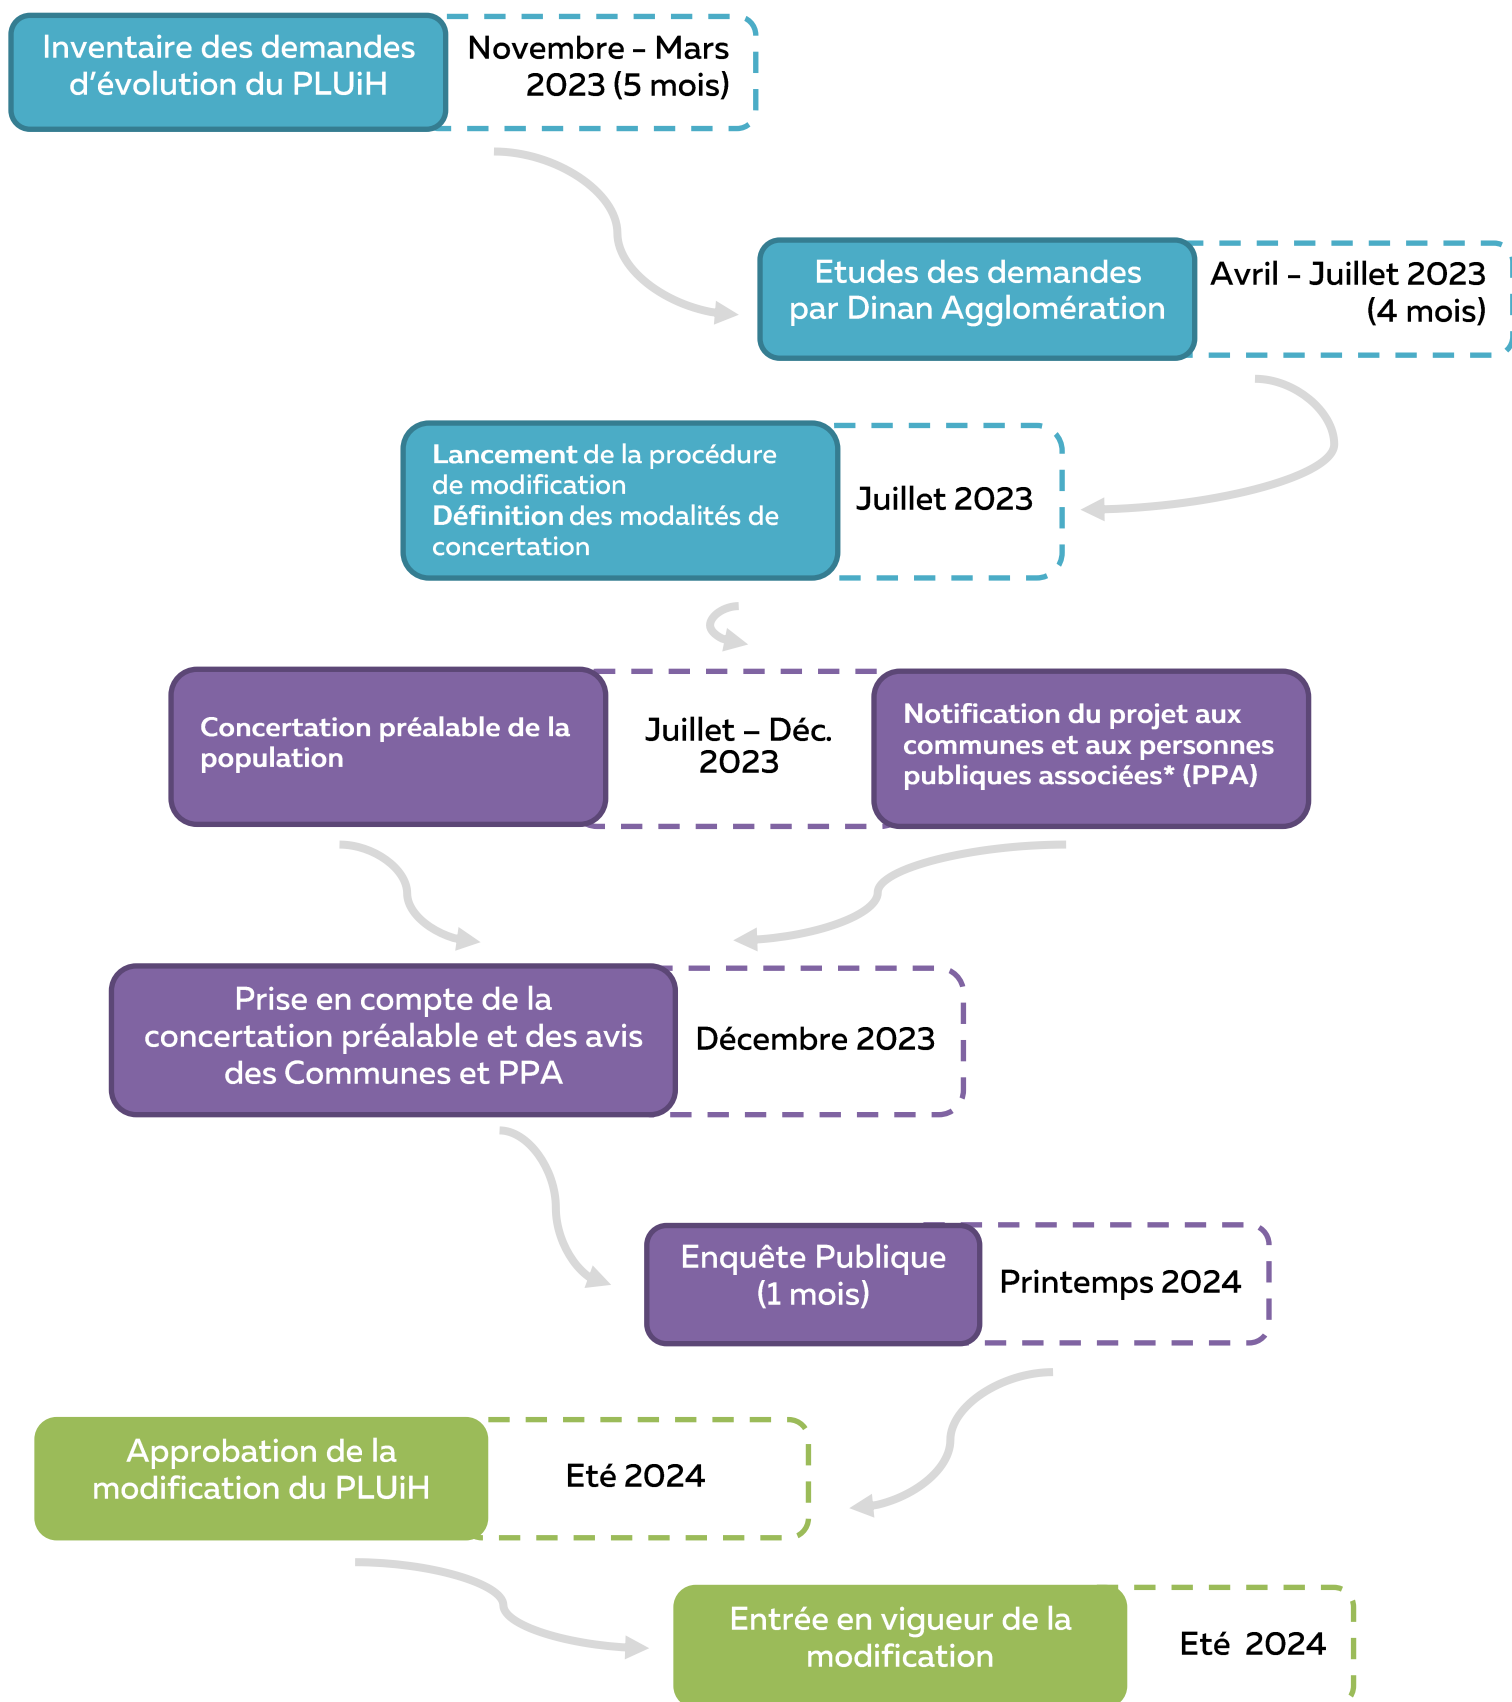 Inventaire des demandes
d'évolution du PLUiH
Novembre - Mars
2023 (5 mois)
Etudes des demandes
par Dinan Agglomération
Avril - Juillet 2023
(4 mois)
Lancement de la procédure
de modification
Définition des modalités de
concertation
Juillet 2023
Concertation préalable de la
population
Juillet – Déc.
2023
Notification du projet aux
communes et aux personnes
publiques associées* (PPA)
Prise en compte de la
concertation préalable et des avis
des Communes et PPA
Décembre 2023
Enquête Publique
(1 mois)
Printemps 2024
Approbation de la
modification du PLUiH
Eté 2024
Entrée en vigueur de la
modification
Eté 2024